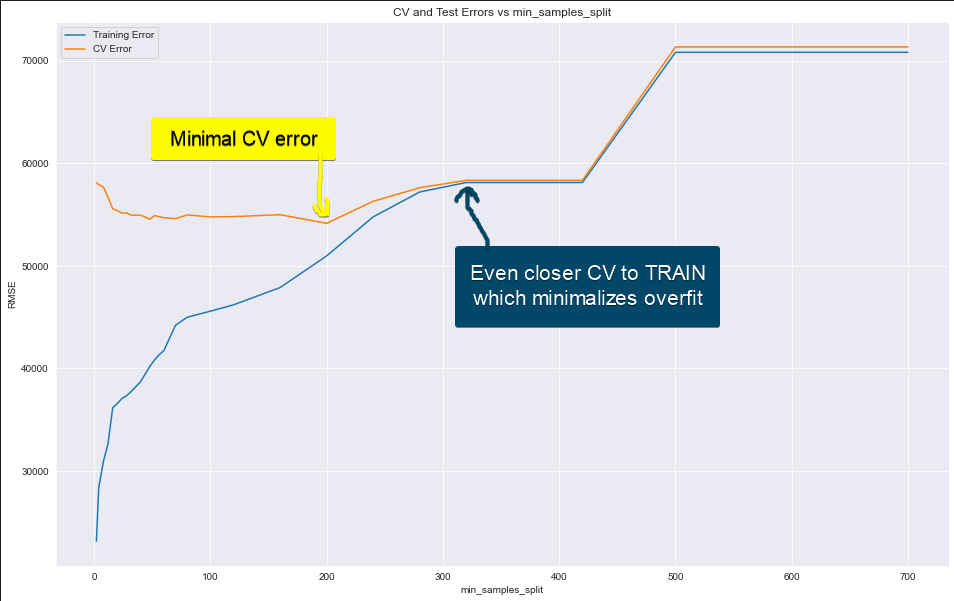 CV and Test Errors vs min_samples_split
Training Error
CV Error
70000
60000
50000
40000
30000
RMSE
Minimal CV error
Even closer CV to TRAIN
which minimalizes overfit
0 100 200 300 400 500 600 700
min_samples_split